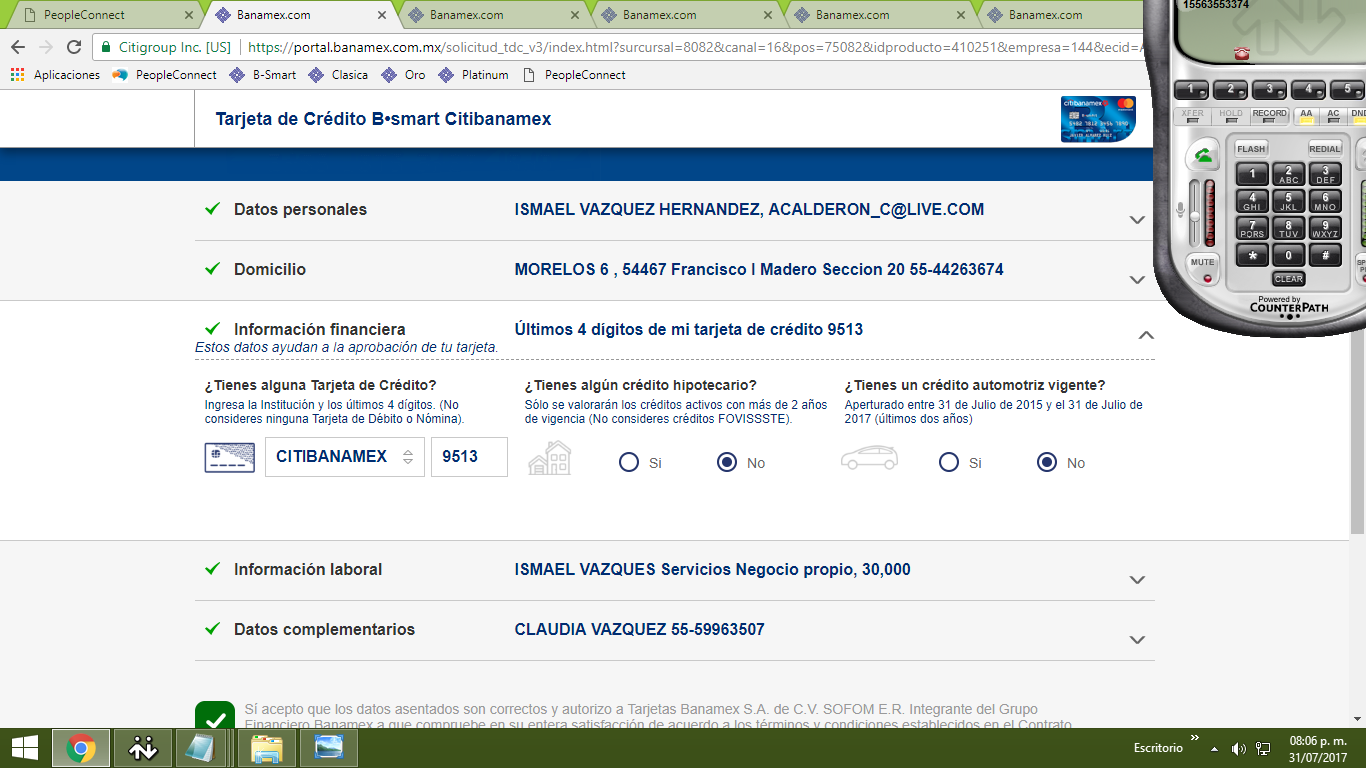 PeopleConnect
Banamex.com
Banamex.com
Banamex.com
Banamex.com
Banamex.com
15563553374
Citigroup Inc. [US] https://portal.banamex.com.mx/solicitud_tdc_v3/index.html?sursursal=8082&canal=16&pos=75082&idproducto=410251&empresa=144&ecid=
Aplicaciones PeopleConnect B-Smart Clasica Oro Platinum PeopleConnect
Tarjeta de Crédito B•smart Citibanamex
citibanamex
1 2 3 4 5
XFER HOLD RECORD AA AC DND
FLASH REDIAL
1 2 ABC 3 DEF
4 GHI 5 JKL 6 MNO
7 PQRS 8 TUV 9 WXYZ
* 0 #
MUTE
CLEAR
Powered by
COUNTERPATH
Datos personales ISMAEL VAZQUEZ HERNANDEZ, ACALDERON_C@LIVE.COM
Domicilio MORELOS 6 , 54467 Francisco I Madero Seccion 20 55-44263674
Información financiera Últimos 4 dígitos de mi tarjeta de crédito 9513
Estos datos ayudan a la aprobación de tu tarjeta.
¿Tienes alguna Tarjeta de Crédito?
Ingresa la Institución y los últimos 4 dígitos. (No
consideres ninguna Tarjeta de Débito o Nómina).
CITIBANAMEX 9513
¿Tienes algún crédito hipotecario?
Sólo se valorarán los créditos activos con más de 2 años
de vigencia (No consideres créditos FOVISSSTE).
Si No
¿Tienes un crédito automotriz vigente?
Aperturado entre 31 de Julio de 2015 y el 31 de Julio de
2017 (últimos dos años)
Si No
Información laboral ISMAEL VAZQUES Servicios Negocio propio, 30,000
Datos complementarios CLAUDIA VAZQUEZ 55-59963507
Sí acepto que los datos asentados son correctos y autorizo a Tarjetas Banamex S.A. de C.V. SOFOM E.R. Integrante del Grupo
Financiero Banamex a que compruebe en su entera satisfacción de acuerdo a los términos y condiciones establecidos en el Contrato
Escritorio
08:06 p. m.
31/07/2017